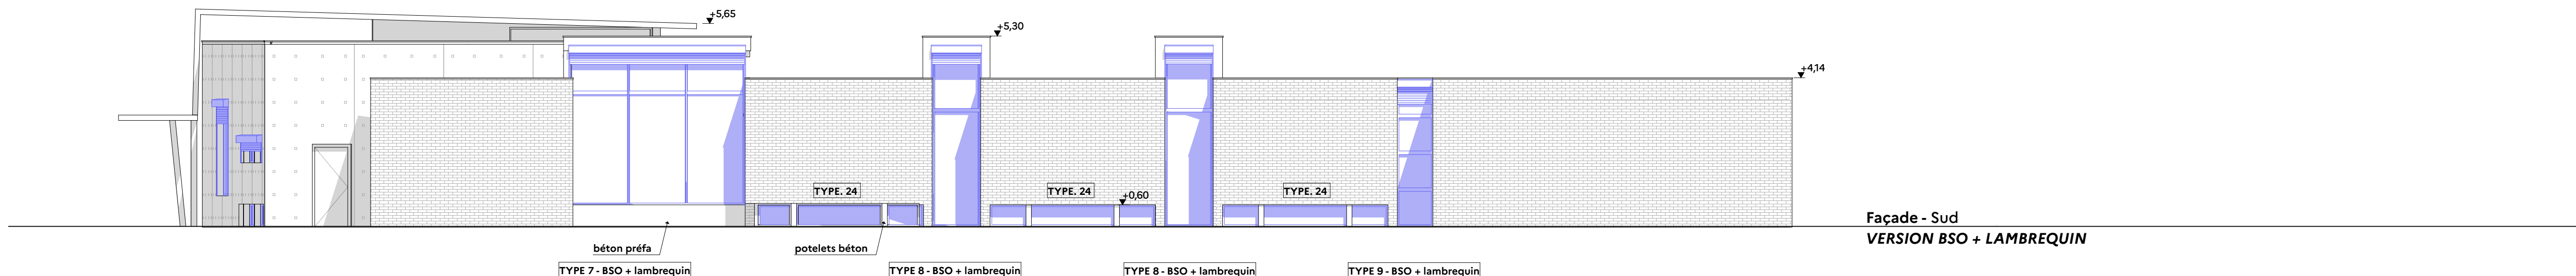 +5,65
+5,30
+4,14
TYPE. 24
TYPE. 24
TYPE. 24
+0,60
Façade - Sud
VERSION BSO + LAMBREQUIN
béton préfa
potelets béton
TYPE 7 - BSO + lambrequin
TYPE 8 - BSO + lambrequin
TYPE 8 - BSO + lambrequin
TYPE 9 - BSO + lambrequin